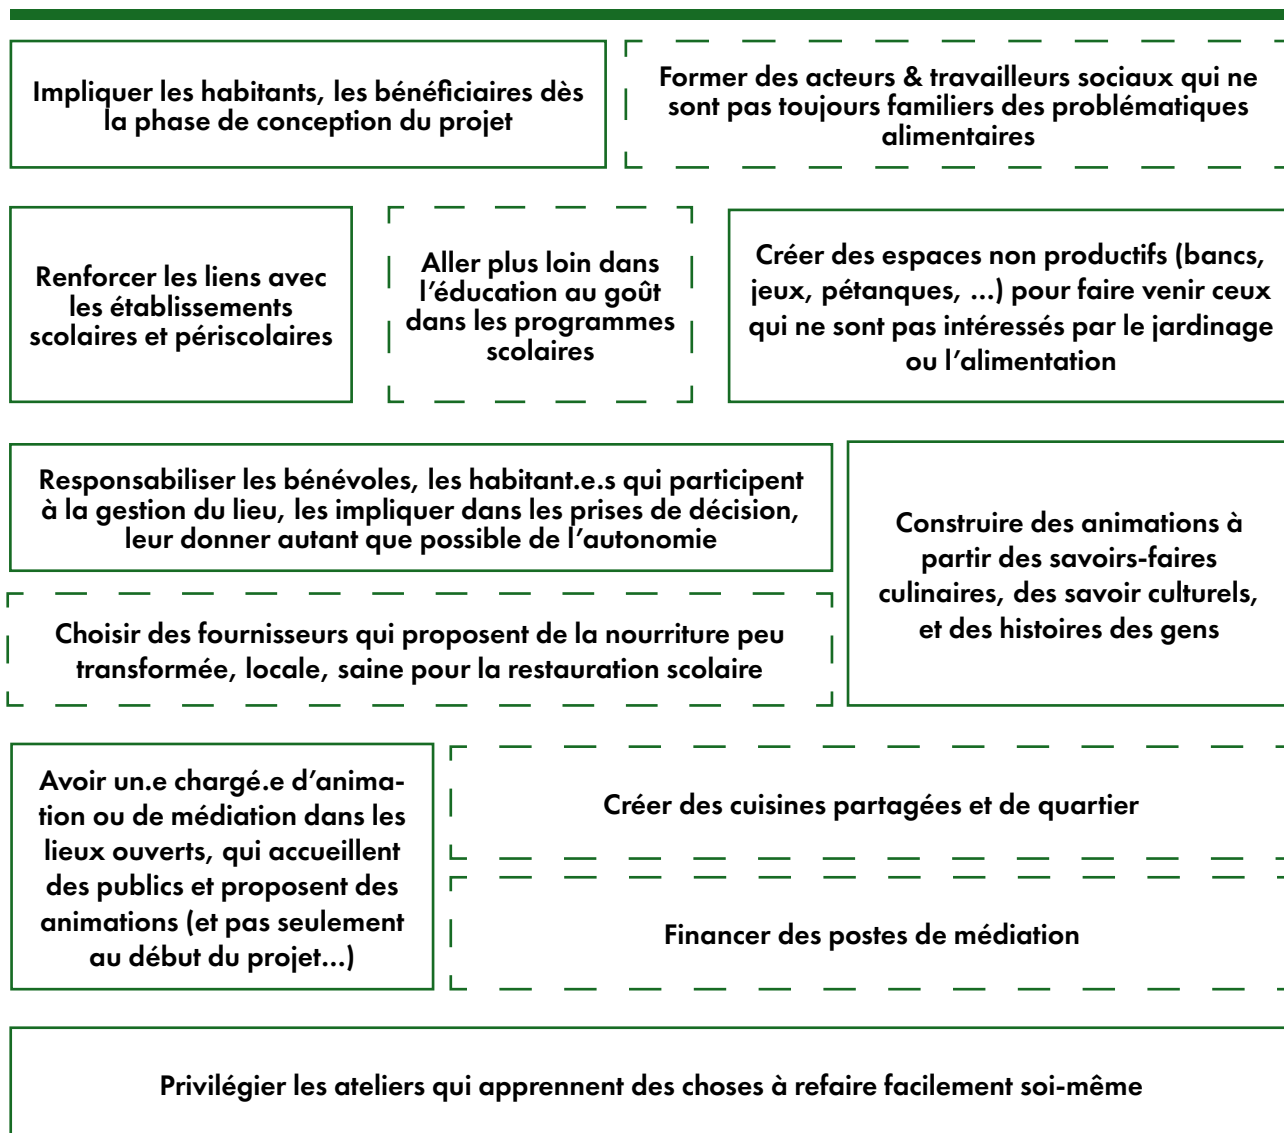 Impliquer les habitants, les bénéficiaires dès
la phase de conception du projet
Former des acteurs & travailleurs sociaux qui ne
sont pas toujours familiers des problématiques
alimentaires
Renforcer les liens avec
les établissements
scolaires et périscolaires
Aller plus loin dans
l'éducation au goût
dans les programmes
scolaires
Créer des espaces non productifs (bancs,
jeux, pétanques, ...) pour faire venir ceux
qui ne sont pas intéressés par le jardinage
ou l'alimentation
Responsabiliser les bénévoles, les habitant.e.s qui participent
à la gestion du lieu, les impliquer dans les prises de décision,
leur donner autant que possible de l'autonomie
Construire des animations à
partir des savoirs-faires
culinaires, des savoir culturels,
et des histoires des gens
Choisir des fournisseurs qui proposent de la nourriture peu
transformée, locale, saine pour la restauration scolaire
Avoir un.e chargé.e d'anima-
tion ou de médiation dans les
lieux ouverts, qui accueillent
des publics et proposent des
animations (et pas seulement
au début du projet...)
Créer des cuisines partagées et de quartier
Financer des postes de médiation
Privilégier les ateliers qui apprennent des choses à refaire facilement soi-même